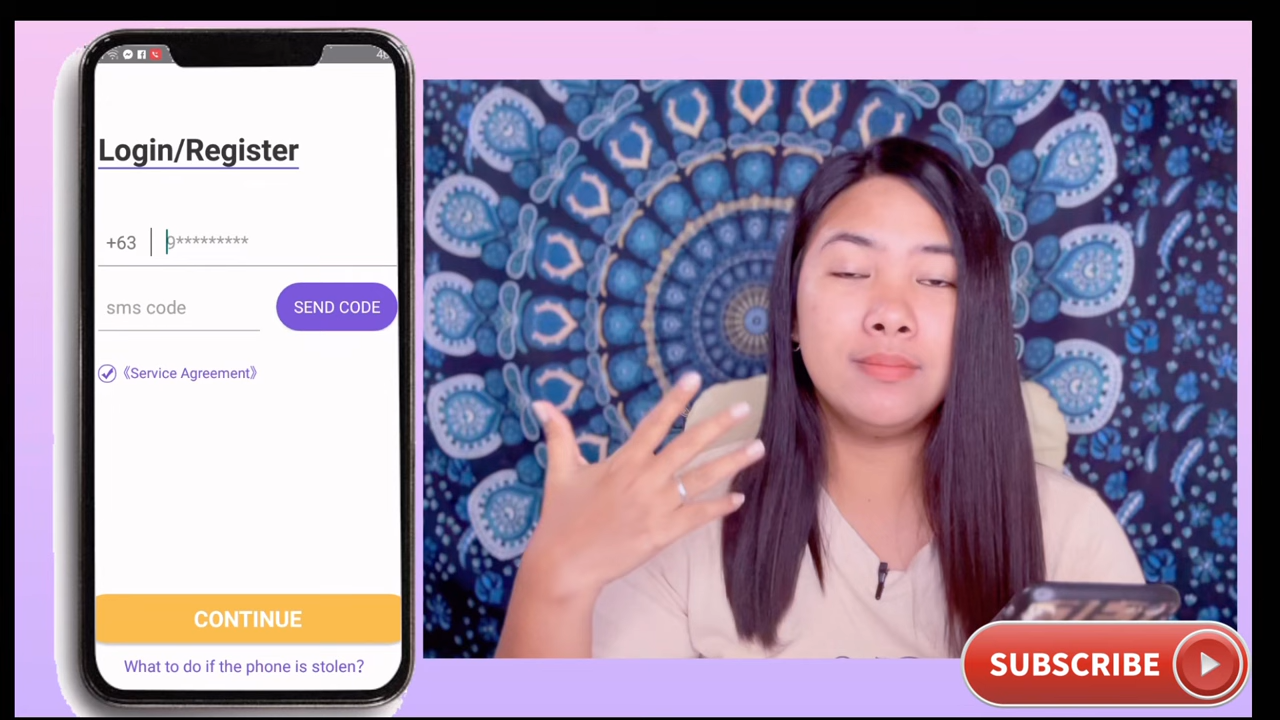 Login/Register
+63
9*********
sms code
SEND CODE
《Service Agreement》
CONTINUE
What to do if the phone is stolen?
SUBSCRIBE